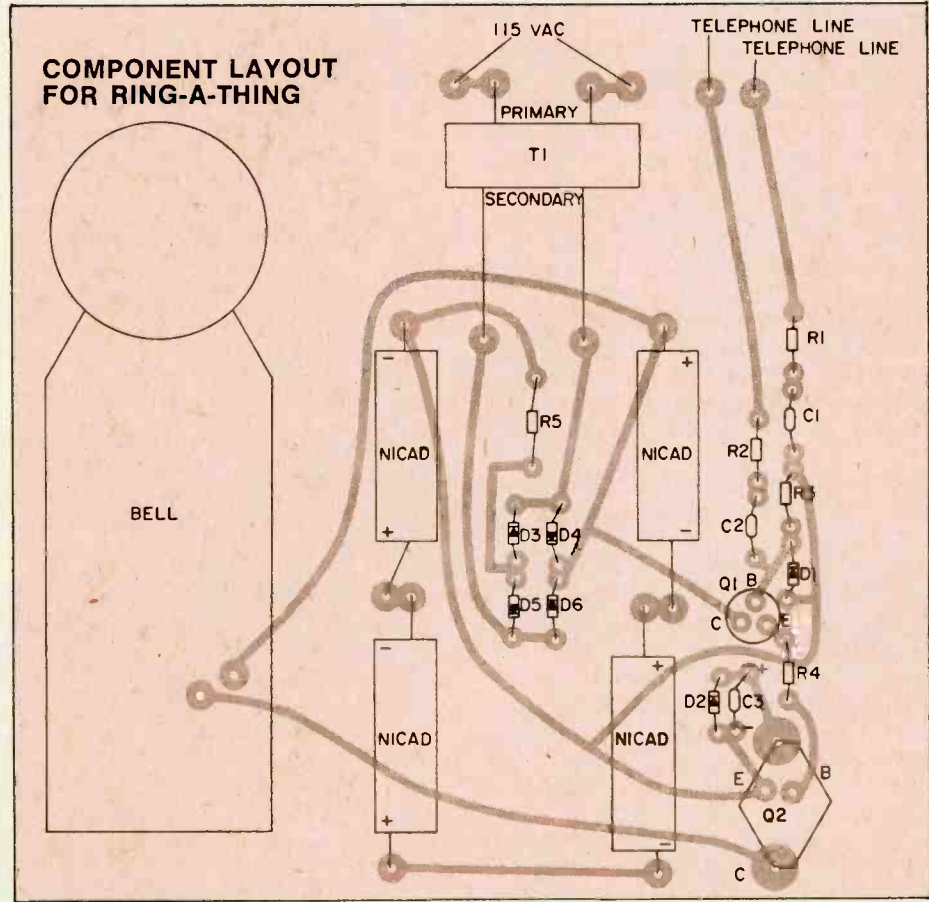 115 VAC
TELEPHONE LINE
TELEPHONE LINE
COMPONENT LAYOUT
FOR RING-A-THING
PRIMARY
T1
SECONDARY
R1
-
+
C1
R5
R2
NICAD
NICAD
R3
BELL
C2
D3
D4
+
-
Q1
B
D1
D5
D6
C
E
-
+
+
R4
D2
C3
NICAD
NICAD
-
E
B
Q2
+
-
C